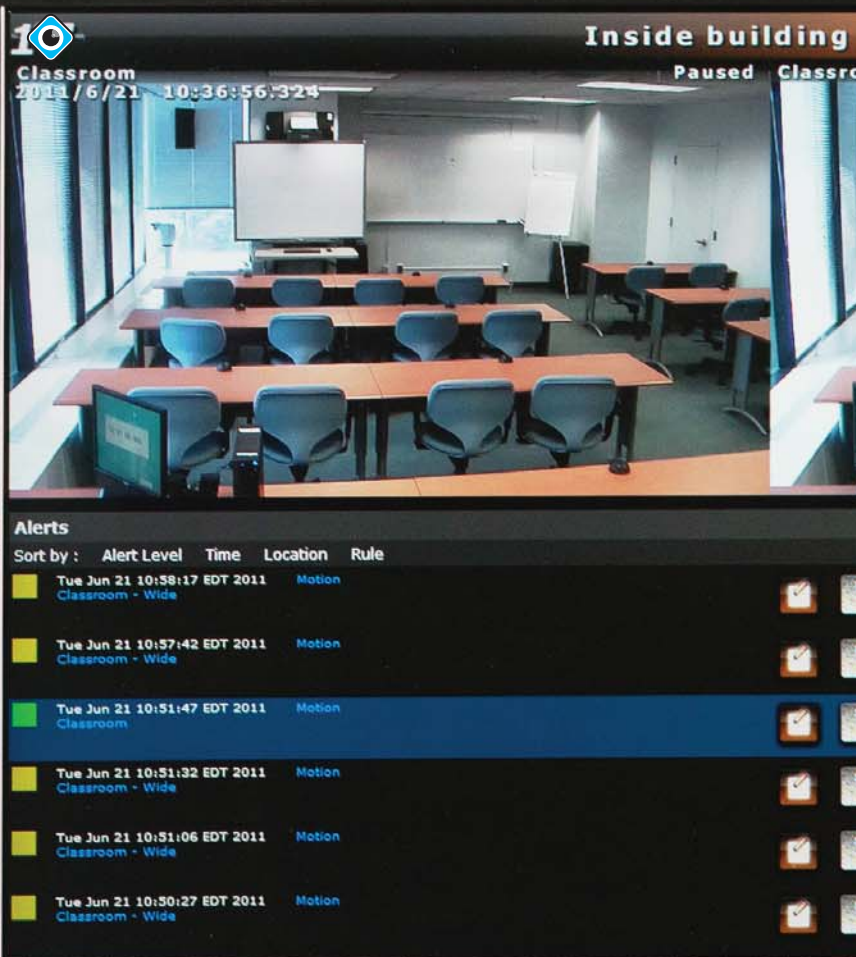 Inside building
Classroom
Paused
2011/6/21 10:36:56.324
Alerts
Sort by : Alert Level Time Location Rule
Tue Jun 21 10:58:17 EDT 2011 Motion
Classroom - Wide
Tue Jun 21 10:57:42 EDT 2011 Motion
Classroom - Wide
Tue Jun 21 10:51:47 EDT 2011 Motion
Classroom
Tue Jun 21 10:51:32 EDT 2011 Motion
Classroom - Wide
Tue Jun 21 10:51:06 EDT 2011 Motion
Classroom - Wide
Tue Jun 21 10:50:27 EDT 2011 Motion
Classroom - Wide